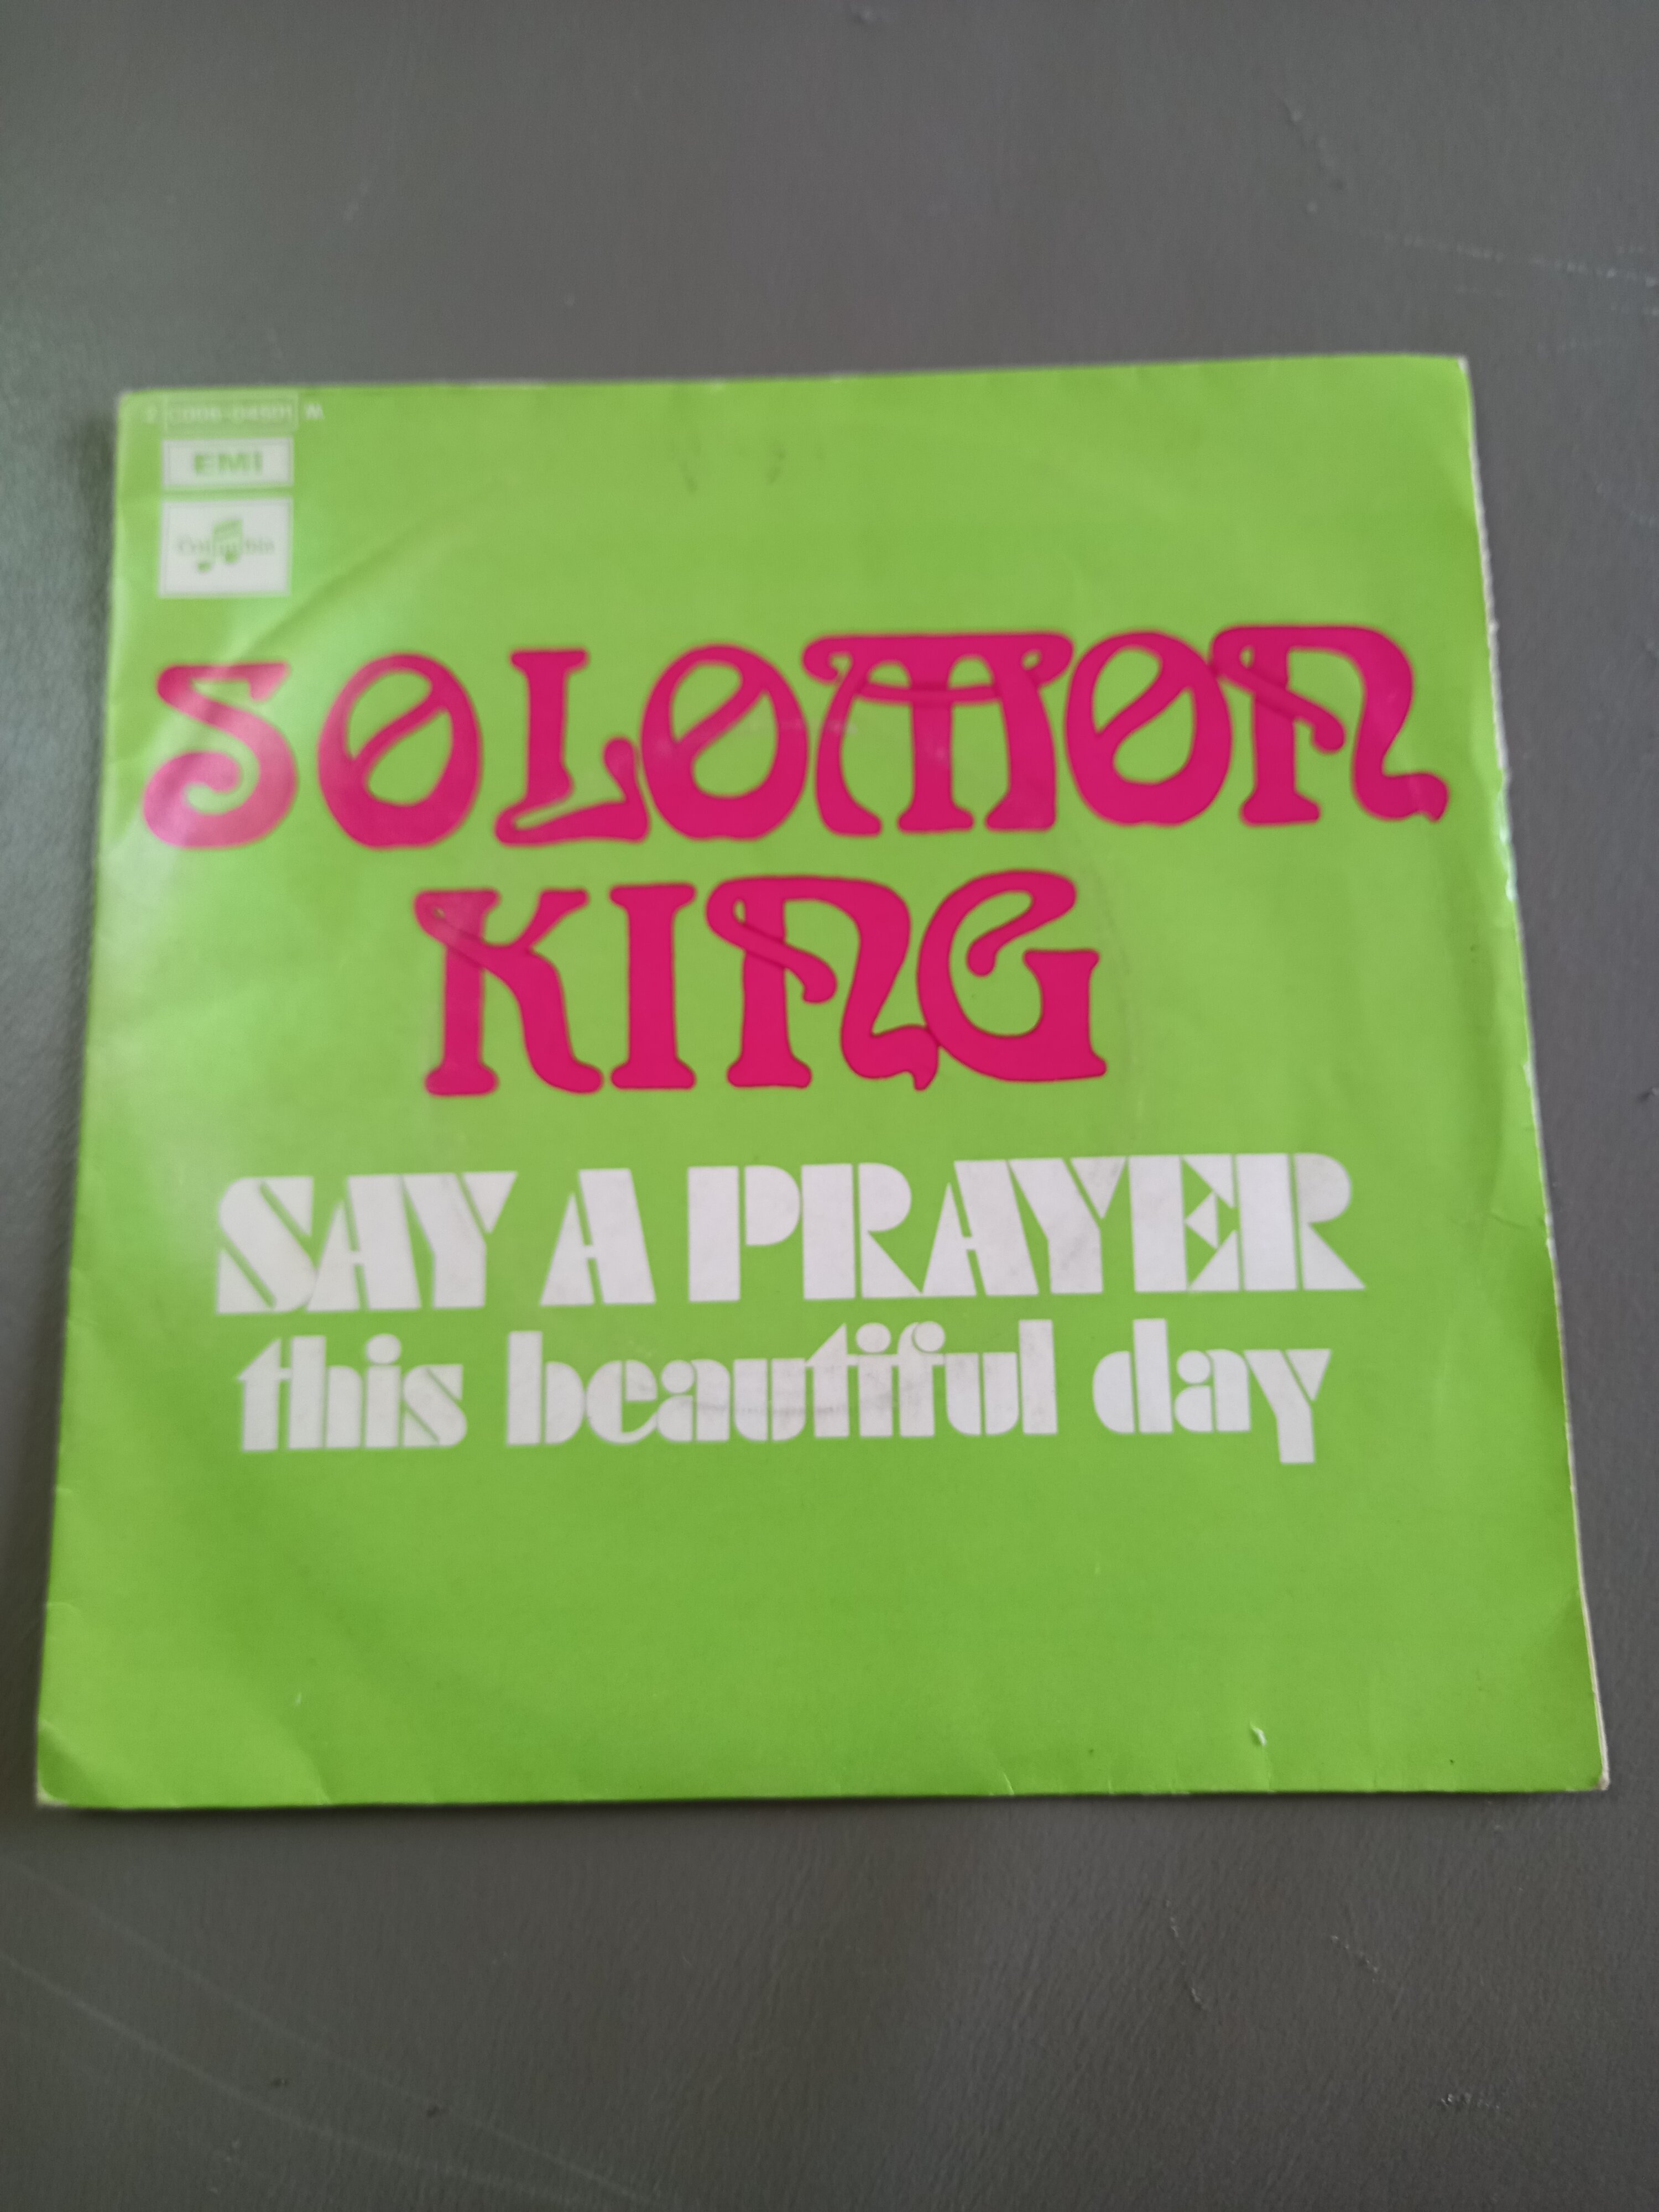 EMI
Columbia
SOLOMON
KING
SAY A PRAYER
this beautiful day